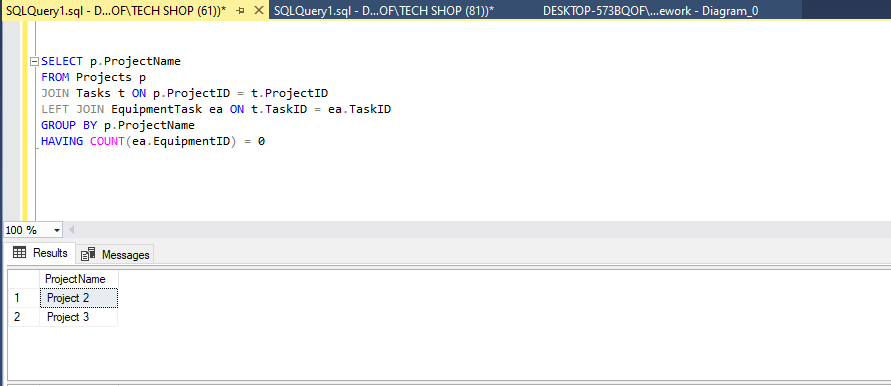 SQLQuery1.sql - D...OF\TECH SHOP (61))* SQLQuery1.sql - D...OF\TECH SHOP (81))* DESKTOP-573BQOF\...ework - Diagram_0
SELECT p.ProjectName
FROM Projects p
JOIN Tasks t ON p.ProjectID = t.ProjectID
LEFT JOIN EquipmentTask ea ON t.TaskID = ea.TaskID
GROUP BY p.ProjectName
HAVING COUNT(ea.EquipmentID) = 0
100 %
Results Messages
ProjectName
1 Project 2
2 Project 3